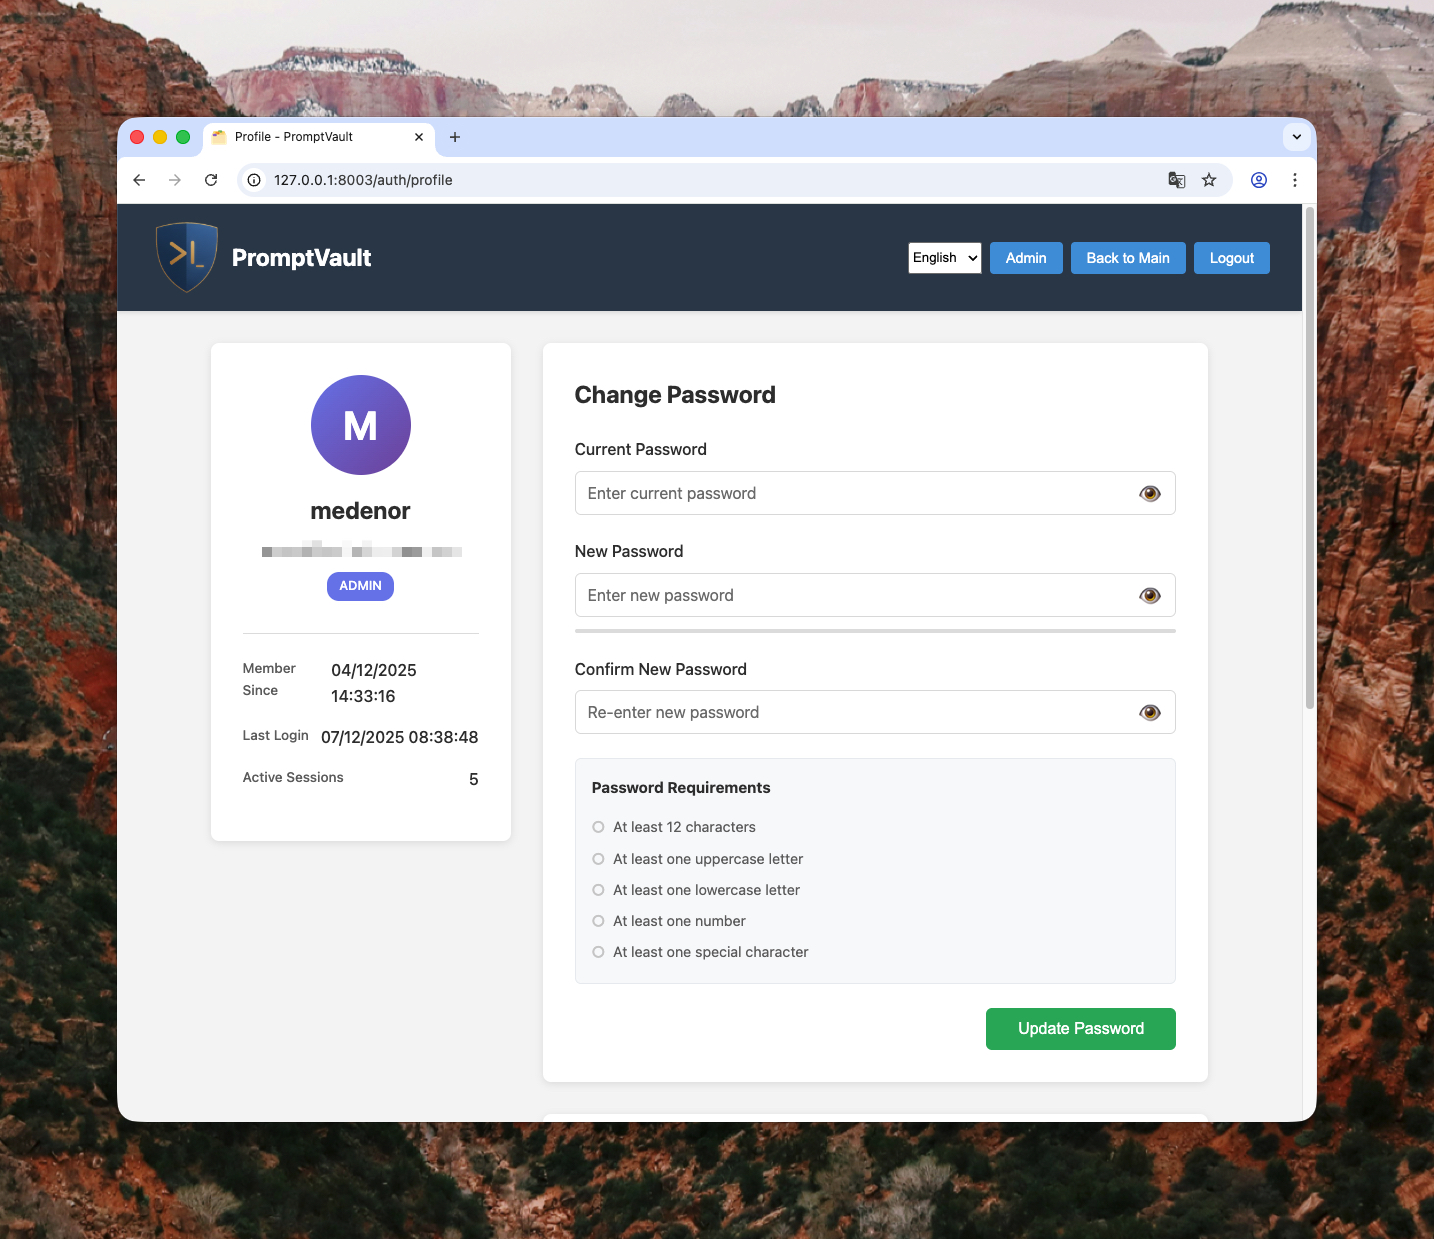 Profile - PromptVault
127.0.0.1:8003/auth/profile
PromptVault
English
Admin
Back to Main
Logout
M
medenor
ADMIN
Member Since
04/12/2025 14:33:16
Last Login
07/12/2025 08:38:48
Active Sessions
5
Change Password
Current Password
Enter current password
New Password
Enter new password
Confirm New Password
Re-enter new password
Password Requirements
At least 12 characters
At least one uppercase letter
At least one lowercase letter
At least one number
At least one special character
Update Password